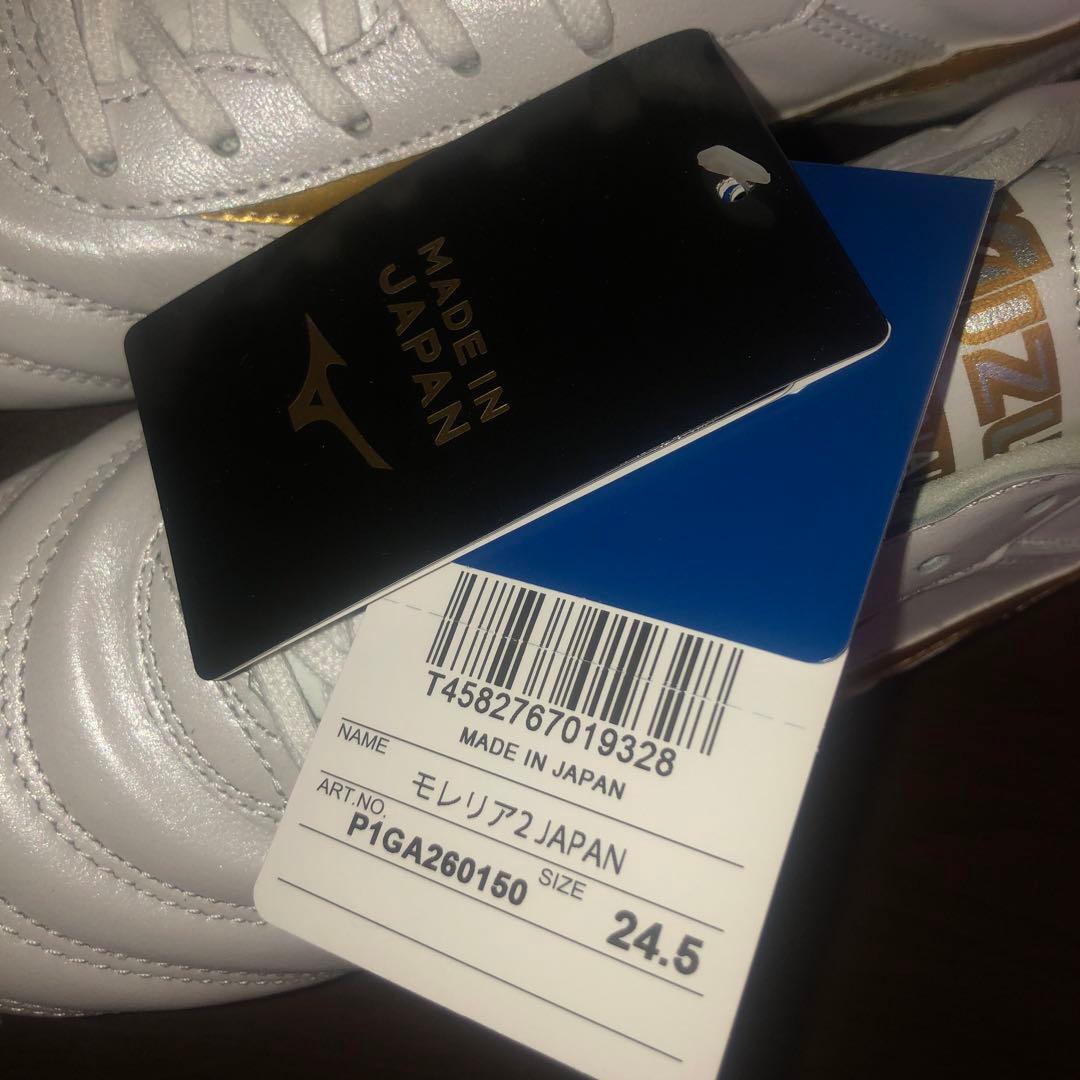 MADE IN
JAPAN
T4582767019328
MADE IN JAPAN
NAME
モレリア2 JAPAN
ART.NO.
P1GA260150
SIZE
24.5